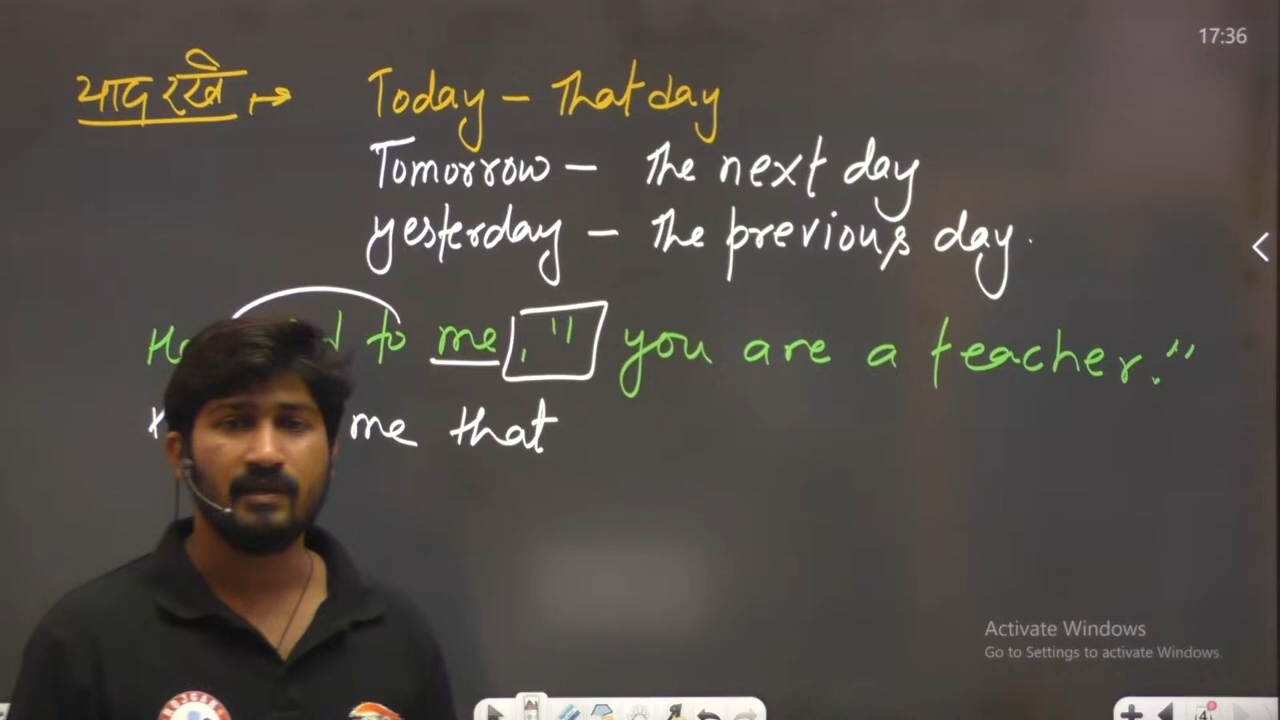 17:36
याद रखें → Today – That day
Tomorrow – The next day
yesterday – The previous day.
to me, " you are a teacher."
me that
Activate Windows
Go to Settings to activate Windows.
4